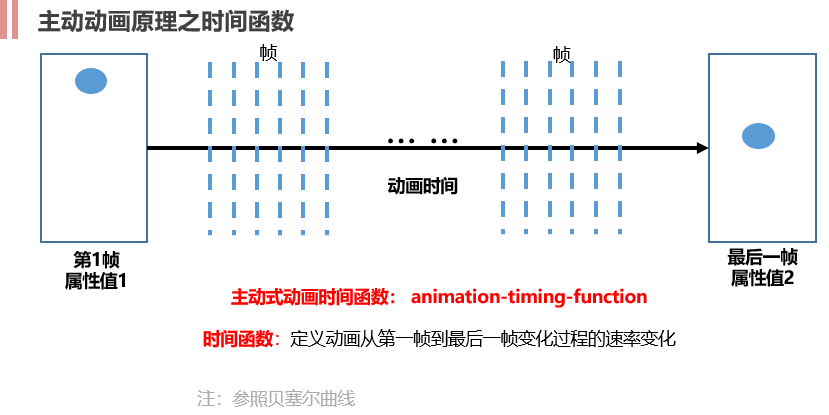 主动动画原理之时间函数
帧
帧
... ...
动画时间
第1帧
属性值1
最后一帧
属性值2
主动式动画时间函数： animation-timing-function
时间函数：定义动画从第一帧到最后一帧变化过程的速率变化
注：参照贝塞尔曲线